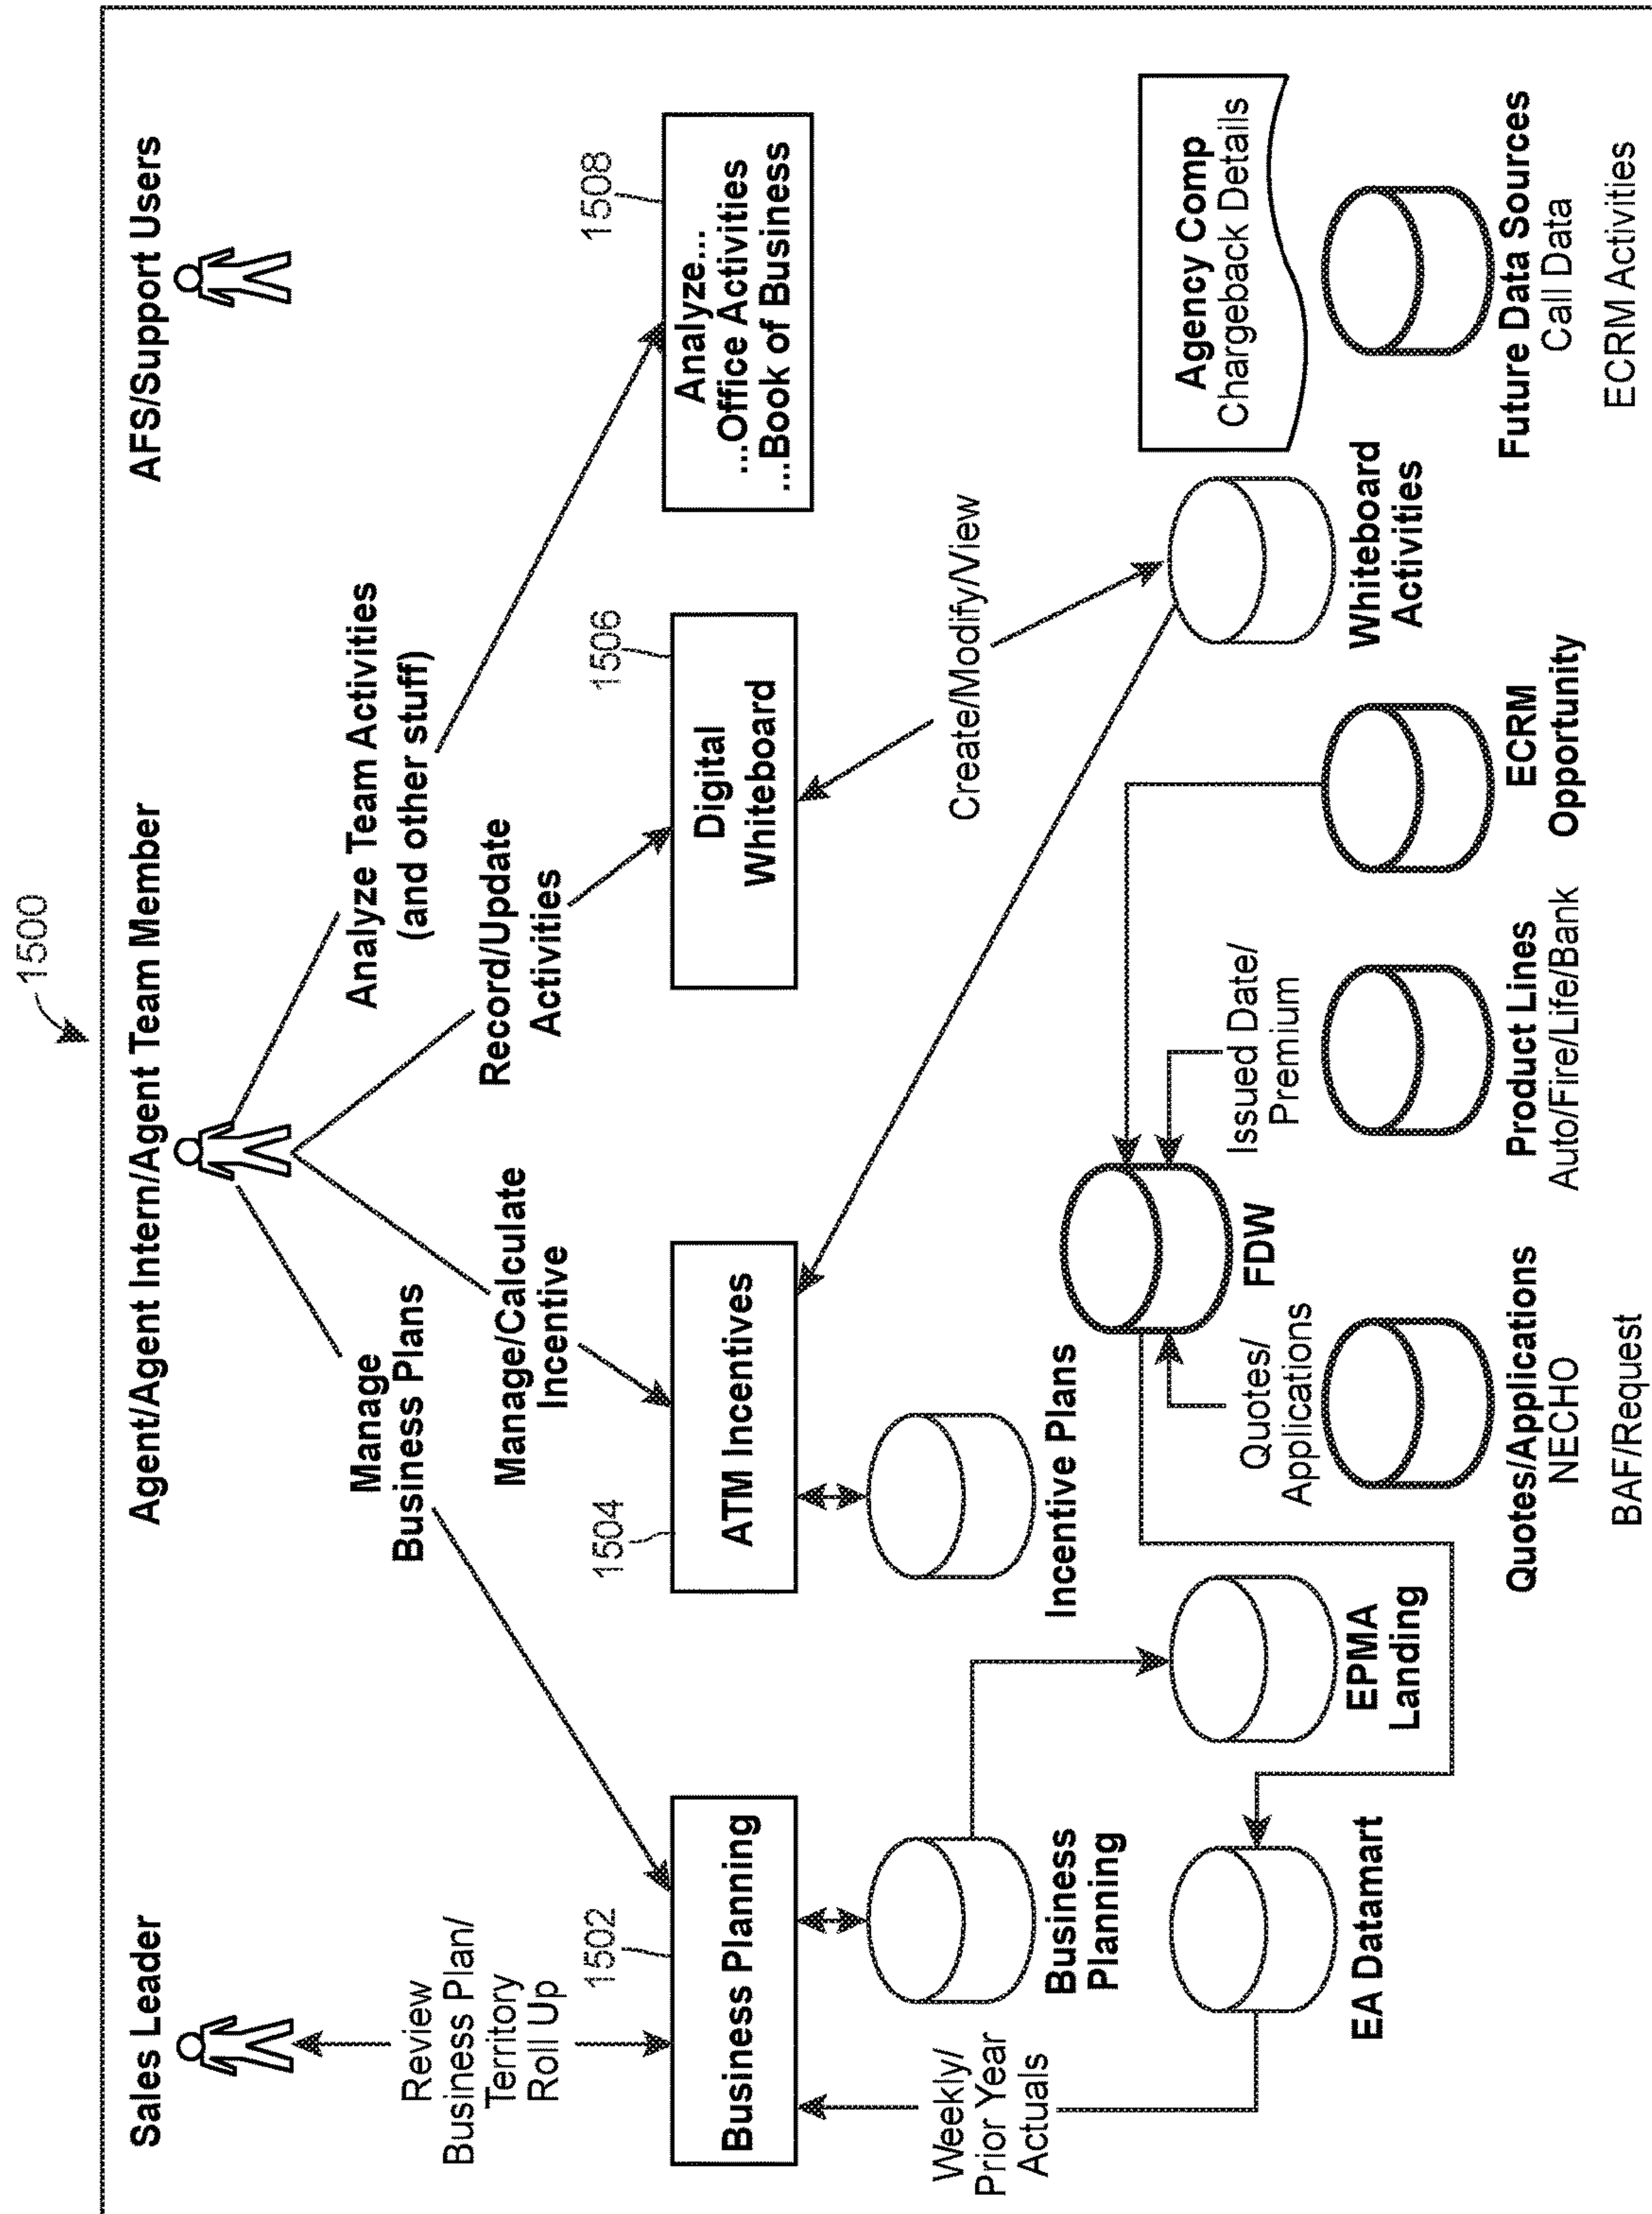 1500
Sales Leader
Agent/Agent Intern/Agent Team Member
AFS/Support Users
Review
Business Plan/
Territory
Roll Up
Manage
Business Plans
Manage/Calculate
Incentive
Record/Update
Activities
Analyze Team Activities
(and other stuff)
1502
1504
1506
1508
Business Planning
ATM Incentives
Digital
Whiteboard
Analyze...
...Office Activities
...Book of Business
Weekly/
Prior Year
Actuals
Business
Planning
Incentive Plans
Create/Modify/View
EA Datamart
EPMA
Landing
FDW
Quotes/
Applications
Issued Date/
Premium
Whiteboard
Activities
Agency Comp
Chargeback Details
Quotes/Applications
NECHO
BAF/Request
Product Lines
Auto/Fire/Life/Bank
ECRM
Opportunity
Future Data Sources
Call Data
ECRM Activities